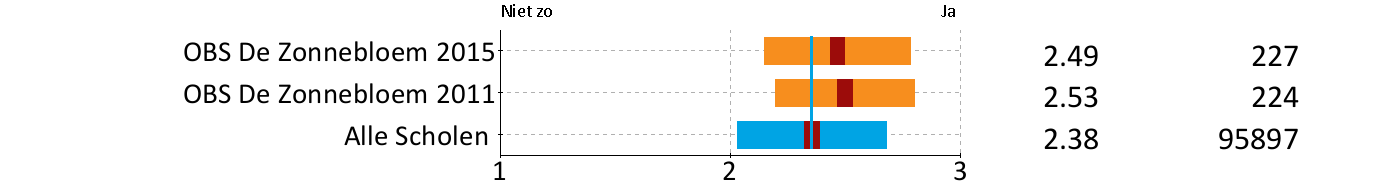 Niet zo Ja
OBS De Zonnebloem 2015 2.49 227
OBS De Zonnebloem 2011 2.53 224
Alle Scholen 2.38 95897
1 2 3